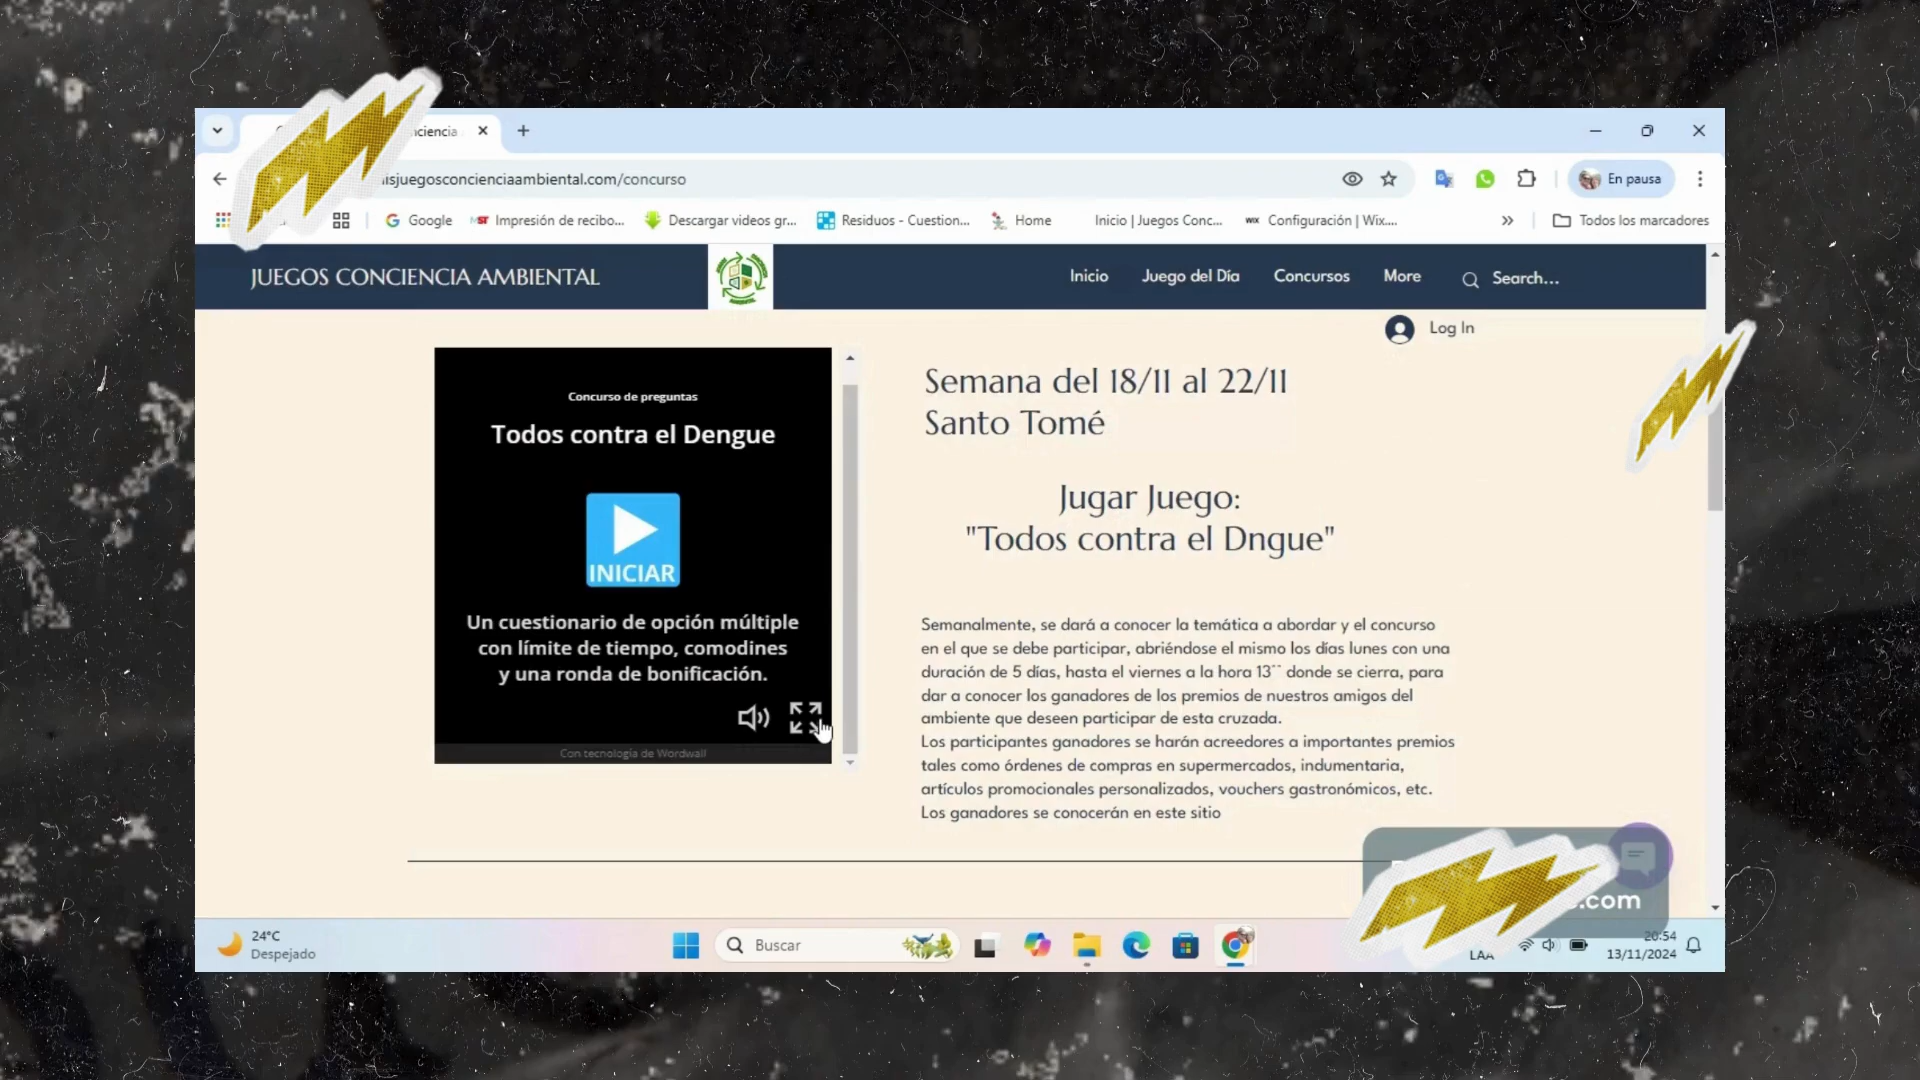 nciencia
isjuegosconcienciaambiental.com/concurso
En pausa
Google
Impresión de recibo...
Descargar videos gr...
Residuos - Cuestion...
Home
Inicio | Juegos Conc...
WIX
Configuración | Wix....
Todos los marcadores
JUEGOS CONCIENCIA AMBIENTAL
Inicio
Juego del Día
Concursos
More
Search...
Log In
Concurso de preguntas
Todos contra el Dengue
INICIAR
Un cuestionario de opción múltiple
con límite de tiempo, comodines
y una ronda de bonificación.
Con tecnología de Wordwall
Semana del 18/11 al 22/11
Santo Tomé
Jugar Juego:
"Todos contra el Dngue"
Semanalmente, se dará a conocer la temática a abordar y el concurso
en el que se debe participar, abriéndose el mismo los días lunes con una
duración de 5 días, hasta el viernes a la hora 13¨ donde se cierra, para
dar a conocer los ganadores de los premios de nuestros amigos del
ambiente que deseen participar de esta cruzada.
Los participantes ganadores se harán acreedores a importantes premios
tales como órdenes de compras en supermercados, indumentaria,
artículos promocionales personalizados, vouchers gastronómicos, etc.
Los ganadores se conocerán en este sitio
.com
24°C
Despejado
Buscar
LAA
20:54
13/11/2024